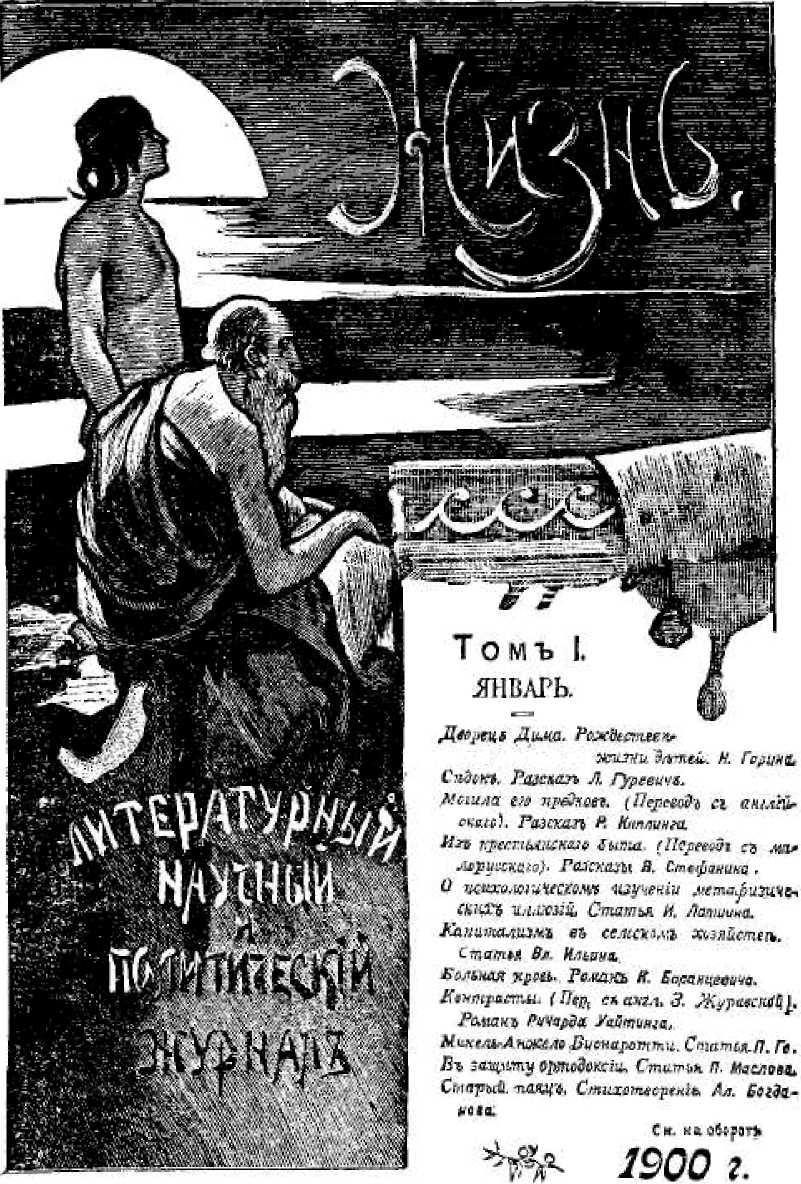 Жизнь.
Томъ I.
ЯНВАРЬ.
Дворецъ Дима. Рождествен-
жизни дѣтей. Н. Гарина.
Сѣдокъ. Разсказъ Л. Гуревичъ.
Могила его предковъ. (Переводъ съ англій-
скаго). Разсказъ Р. Киплинга.
Изъ крестьянскаго быта. (Переводъ съ ма-
лорусскаго). Разсказы В. Стефаника.
О психологическомъ изученіи метафизиче-
скихъ иллюзій. Статья И. Лапшина.
Капитализмъ въ сельскомъ хозяйствѣ.
Статья Вл. Ильина.
Больная кровь. Романъ К. Баранцевича.
Контрасты. (Пер. съ англ. З. Журавской).
Романъ Ричарда Уайтинга.
Микель-Анжело Буонаротти. Статья П. Ге.
Въ защиту ортодоксіи. Статья П. Маслова.
Старый паяцъ. Стихотвореніе Ал. Богда-
нова.
См. на оборотѣ
1900 г.
ЛИТЕРАТУРНЫЙ
НАУЧНЫЙ
И
ПОЛИТИЧЕСКІЙ
ЖУРНАЛЪ